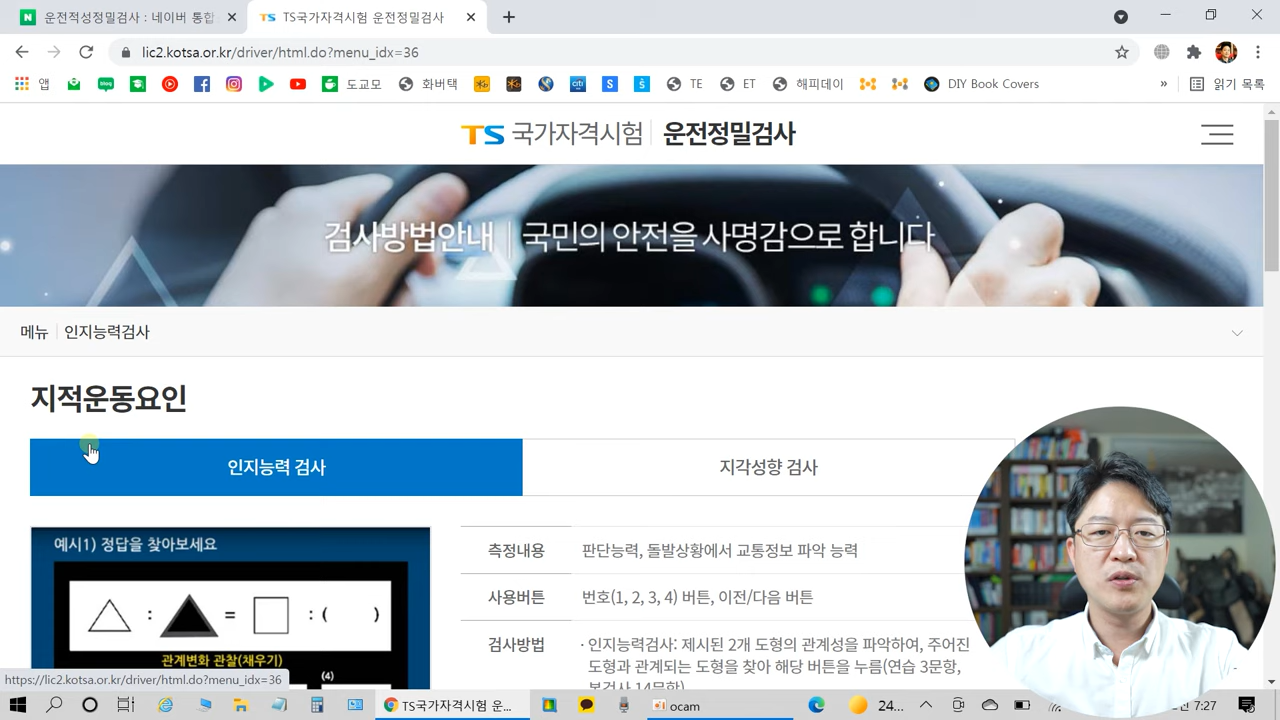 운전적성정밀검사 : 네이버 통합
TS국가자격시험 운전정밀검사
lic2.kotsa.or.kr/driver/html.do?menu_idx=36
앱
blog
도교모
화버택
citi
TE
ET
해피데이
DIY Book Covers
»
읽기 목록
TS 국가자격시험 | 운전정밀검사
검사방법안내 | 국민의 안전을 사명감으로 합니다
메뉴 | 인지능력검사
지적운동요인
인지능력 검사
지각성향 검사
예시1) 정답을 찾아보세요
: = : ( )
관계변화 관찰(채우기)
(4)
측정내용
판단능력, 돌발상황에서 교통정보 파악 능력
사용버튼
번호(1, 2, 3, 4) 버튼, 이전/다음 버튼
검사방법
· 인지능력검사: 제시된 2개 도형의 관계성을 파악하여, 주어진
도형과 관계되는 도형을 찾아 해당 버튼을 누름(연습 3문항,
본검사 14문항)
https://lic2.kotsa.or.kr/driver/html.do?menu_idx=36
TS국가자격시험 운...
ocam
24...
7:27